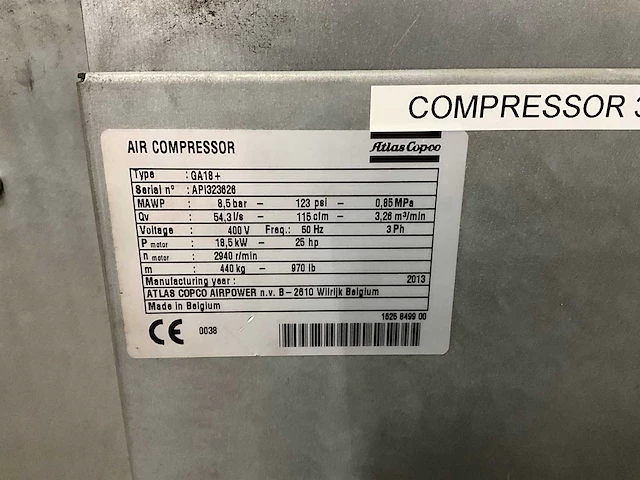 COMPRESSOR 3
AIR COMPRESSOR
Atlas Copco
Type : GA18+
Serial n° : API323626
MAWP : 8,5 bar – 123 psi – 0,85 MPa
Qv : 54,3 l/s – 115 cfm – 3,26 m³/min
Voltage : 400 V Freq.: 50 Hz 3 Ph
P motor : 18,5 kW – 25 hp
n motor : 2940 r/min
m : 440 kg – 970 lb
Manufacturing year : 2013
ATLAS COPCO AIRPOWER n.v. B – 2610 Wilrijk Belgium
Made in Belgium
CE 0038
1625 8499 00